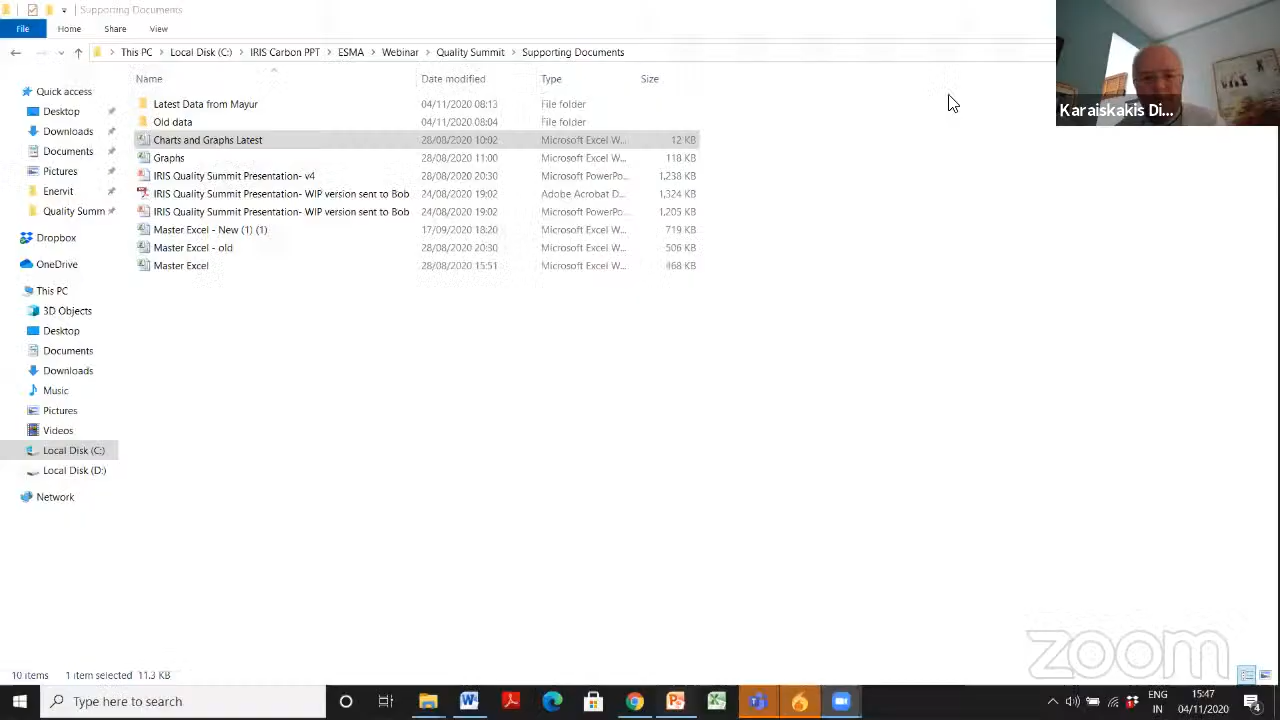 Supporting Documents
File Home Share View
This PC Local Disk (C:) IRIS Carbon PPT ESMA Webinar Quality Summit Supporting Documents
Name Date modified Type Size
Quick access
Desktop
Downloads
Documents
Pictures
Enervit
Quality Summ
Dropbox
OneDrive
This PC
3D Objects
Desktop
Documents
Downloads
Music
Pictures
Videos
Local Disk (C:)
Local Disk (D:)
Network
Latest Data from Mayur 04/11/2020 08:13 File folder
Old data 04/11/2020 08:04 File folder
Charts and Graphs Latest 28/08/2020 10:02 Microsoft Excel W... 12 KB
Graphs 28/08/2020 11:00 Microsoft Excel W... 118 KB
IRIS Quality Summit Presentation- v4 28/08/2020 20:30 Microsoft PowerPo... 1,238 KB
IRIS Quality Summit Presentation- WIP version sent to Bob 24/08/2020 19:02 Adobe Acrobat D... 1,324 KB
IRIS Quality Summit Presentation- WIP version sent to Bob 24/08/2020 19:02 Microsoft PowerPo... 1,205 KB
Master Excel - New (1) (1) 17/09/2020 18:20 Microsoft Excel W... 719 KB
Master Excel - old 28/08/2020 20:30 Microsoft Excel W... 506 KB
Master Excel 28/08/2020 15:51 Microsoft Excel W... KB
Karaiskakis Di...
zoom
10 items 1 item selected 11.3 KB
Type here to search
ENG
IN
15:47
04/11/2020
4